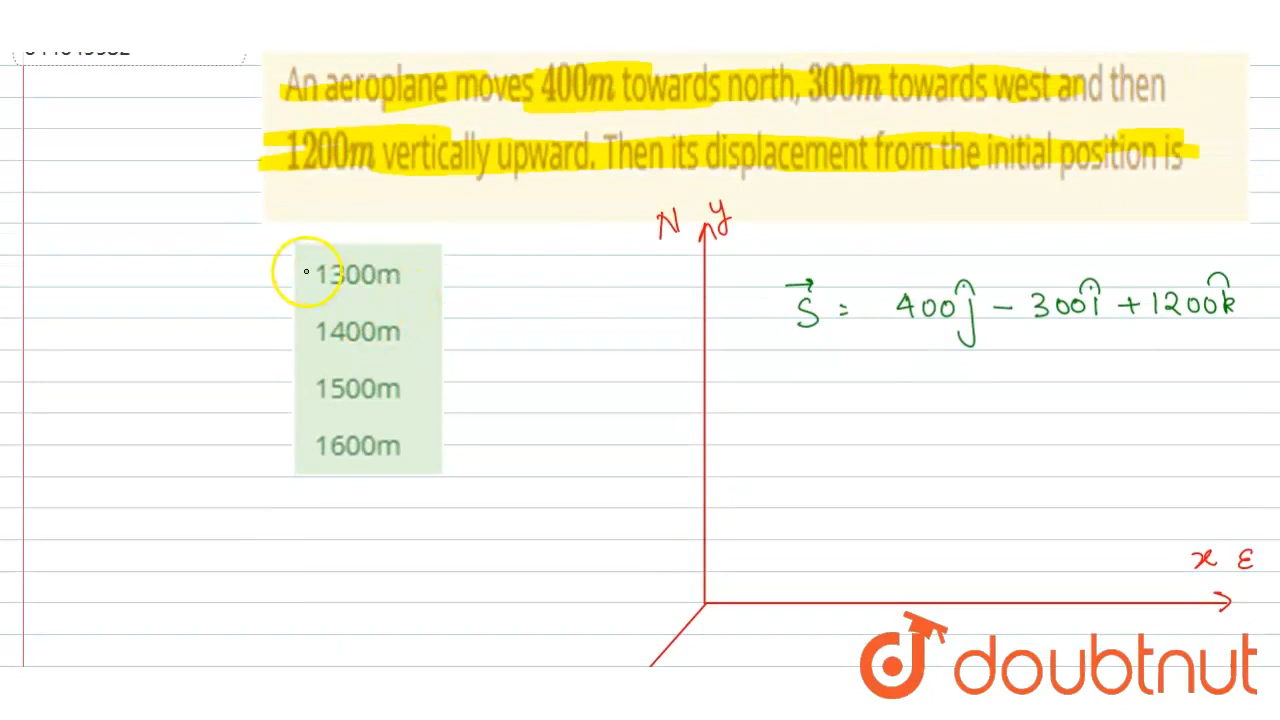 An aeroplane moves 400m towards north, 300m towards west and then
1200m vertically upward. Then its displacement from the initial position is
N y
1300m
S⃗ = 400ĵ − 300î + 1200k̂
1400m
1500m
1600m
x E
doubtnut